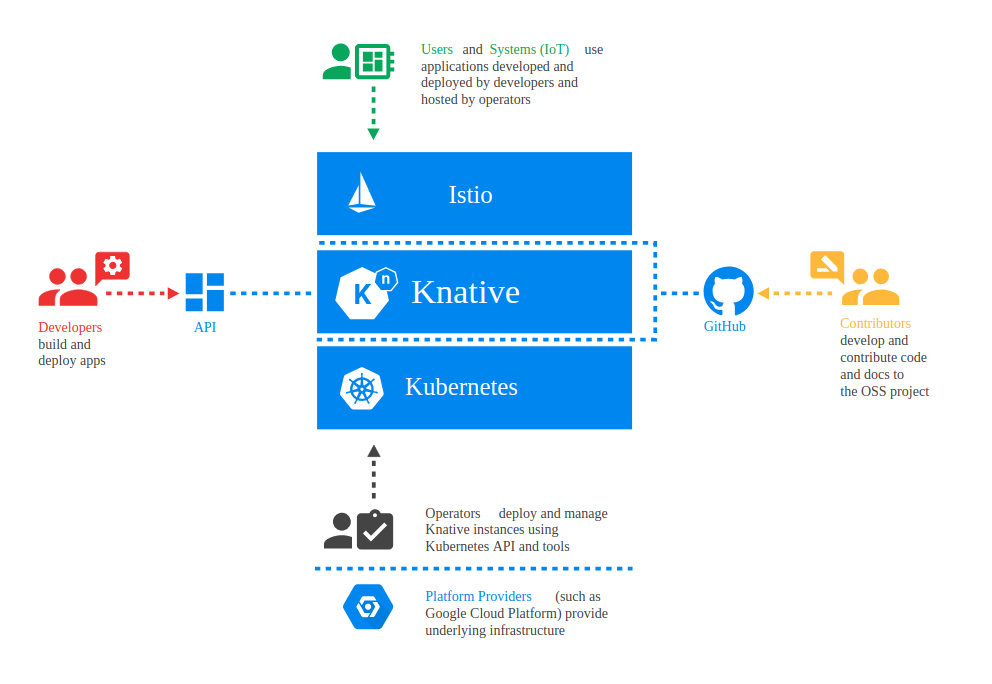 Users and Systems (IoT) use
applications developed and
deployed by developers and
hosted by operators
Istio
Developers
build and
deploy apps
API
K
n
Knative
GitHub
Contributors
develop and
contribute code
and docs to
the OSS project
Kubernetes
Operators deploy and manage
Knative instances using
Kubernetes API and tools
Platform Providers (such as
Google Cloud Platform) provide
underlying infrastructure